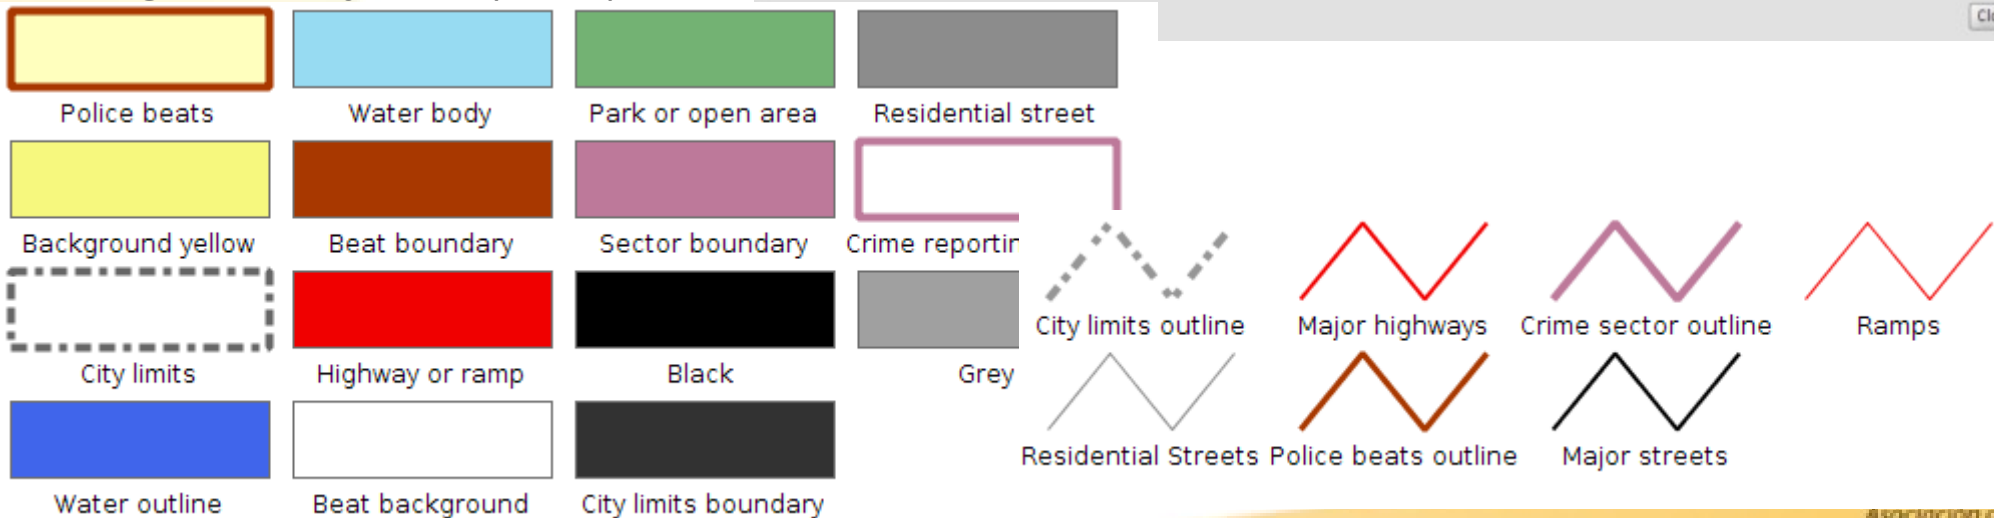 Police beats
Water body
Park or open area
Residential street
Background yellow
Beat boundary
Sector boundary
Crime
City limits
Highway or ramp
Black
Grey
Water outline
Beat background
City limits boundary
City limits outline
Major highways
Crime sector outline
Ramps
Residential Streets
Police beats outline
Major streets